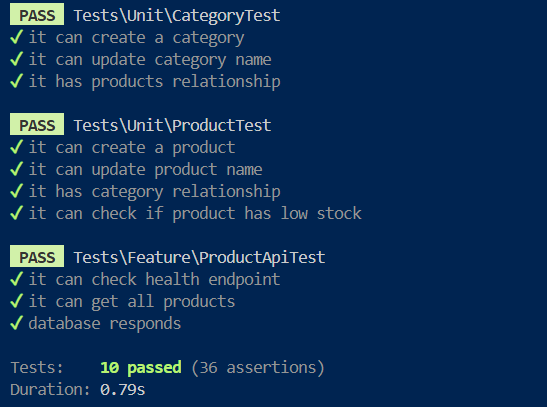 PASS Tests\Unit\CategoryTest
✓ it can create a category
✓ it can update category name
✓ it has products relationship
PASS Tests\Unit\ProductTest
✓ it can create a product
✓ it can update product name
✓ it has category relationship
✓ it can check if product has low stock
PASS Tests\Feature\ProductApiTest
✓ it can check health endpoint
✓ it can get all products
✓ database responds
Tests: 10 passed (36 assertions)
Duration: 0.79s